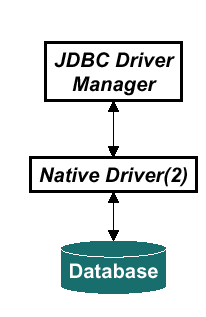 JDBC Driver
Manager
Native Driver(2)
Database